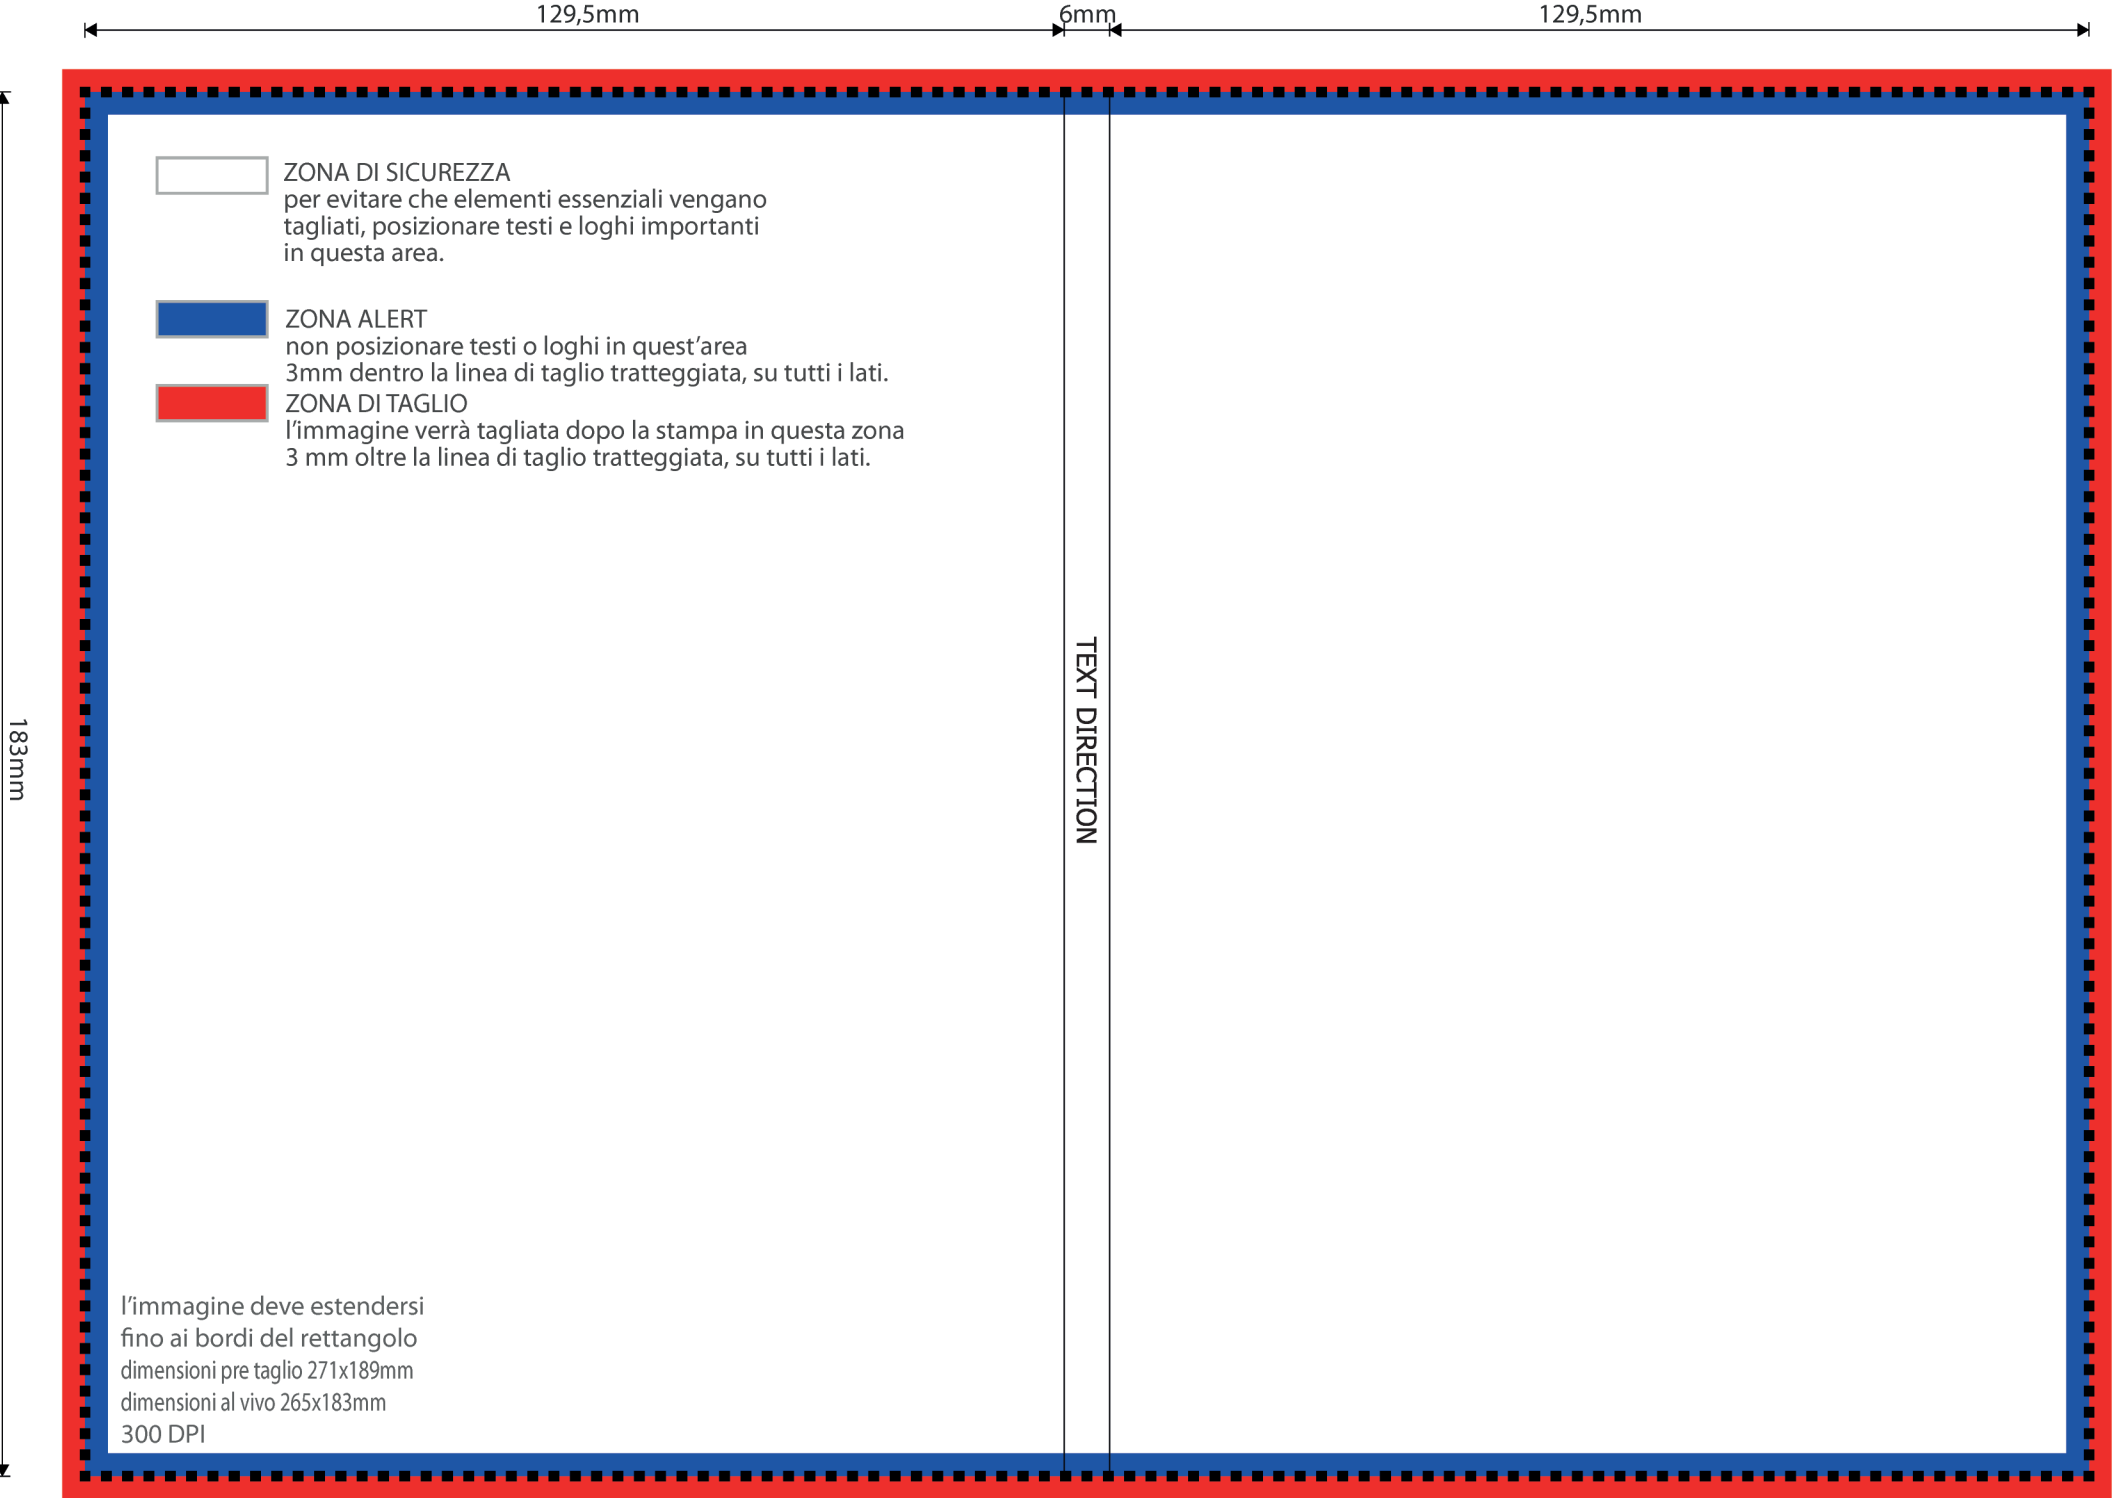 129,5mm
6mm
129,5mm
ZONA DI SICUREZZA
per evitare che elementi essenziali vengano
tagliati, posizionare testi e loghi importanti
in questa area.
ZONA ALERT
non posizionare testi o loghi in quest’area
3mm dentro la linea di taglio tratteggiata, su tutti i lati.
ZONA DI TAGLIO
l’immagine verrà tagliata dopo la stampa in questa zona
3 mm oltre la linea di taglio tratteggiata, su tutti i lati.
TEXT DIRECTION
183mm
l’immagine deve estendersi
fino ai bordi del rettangolo
dimensioni pre taglio 271x189mm
dimensioni al vivo 265x183mm
300 DPI